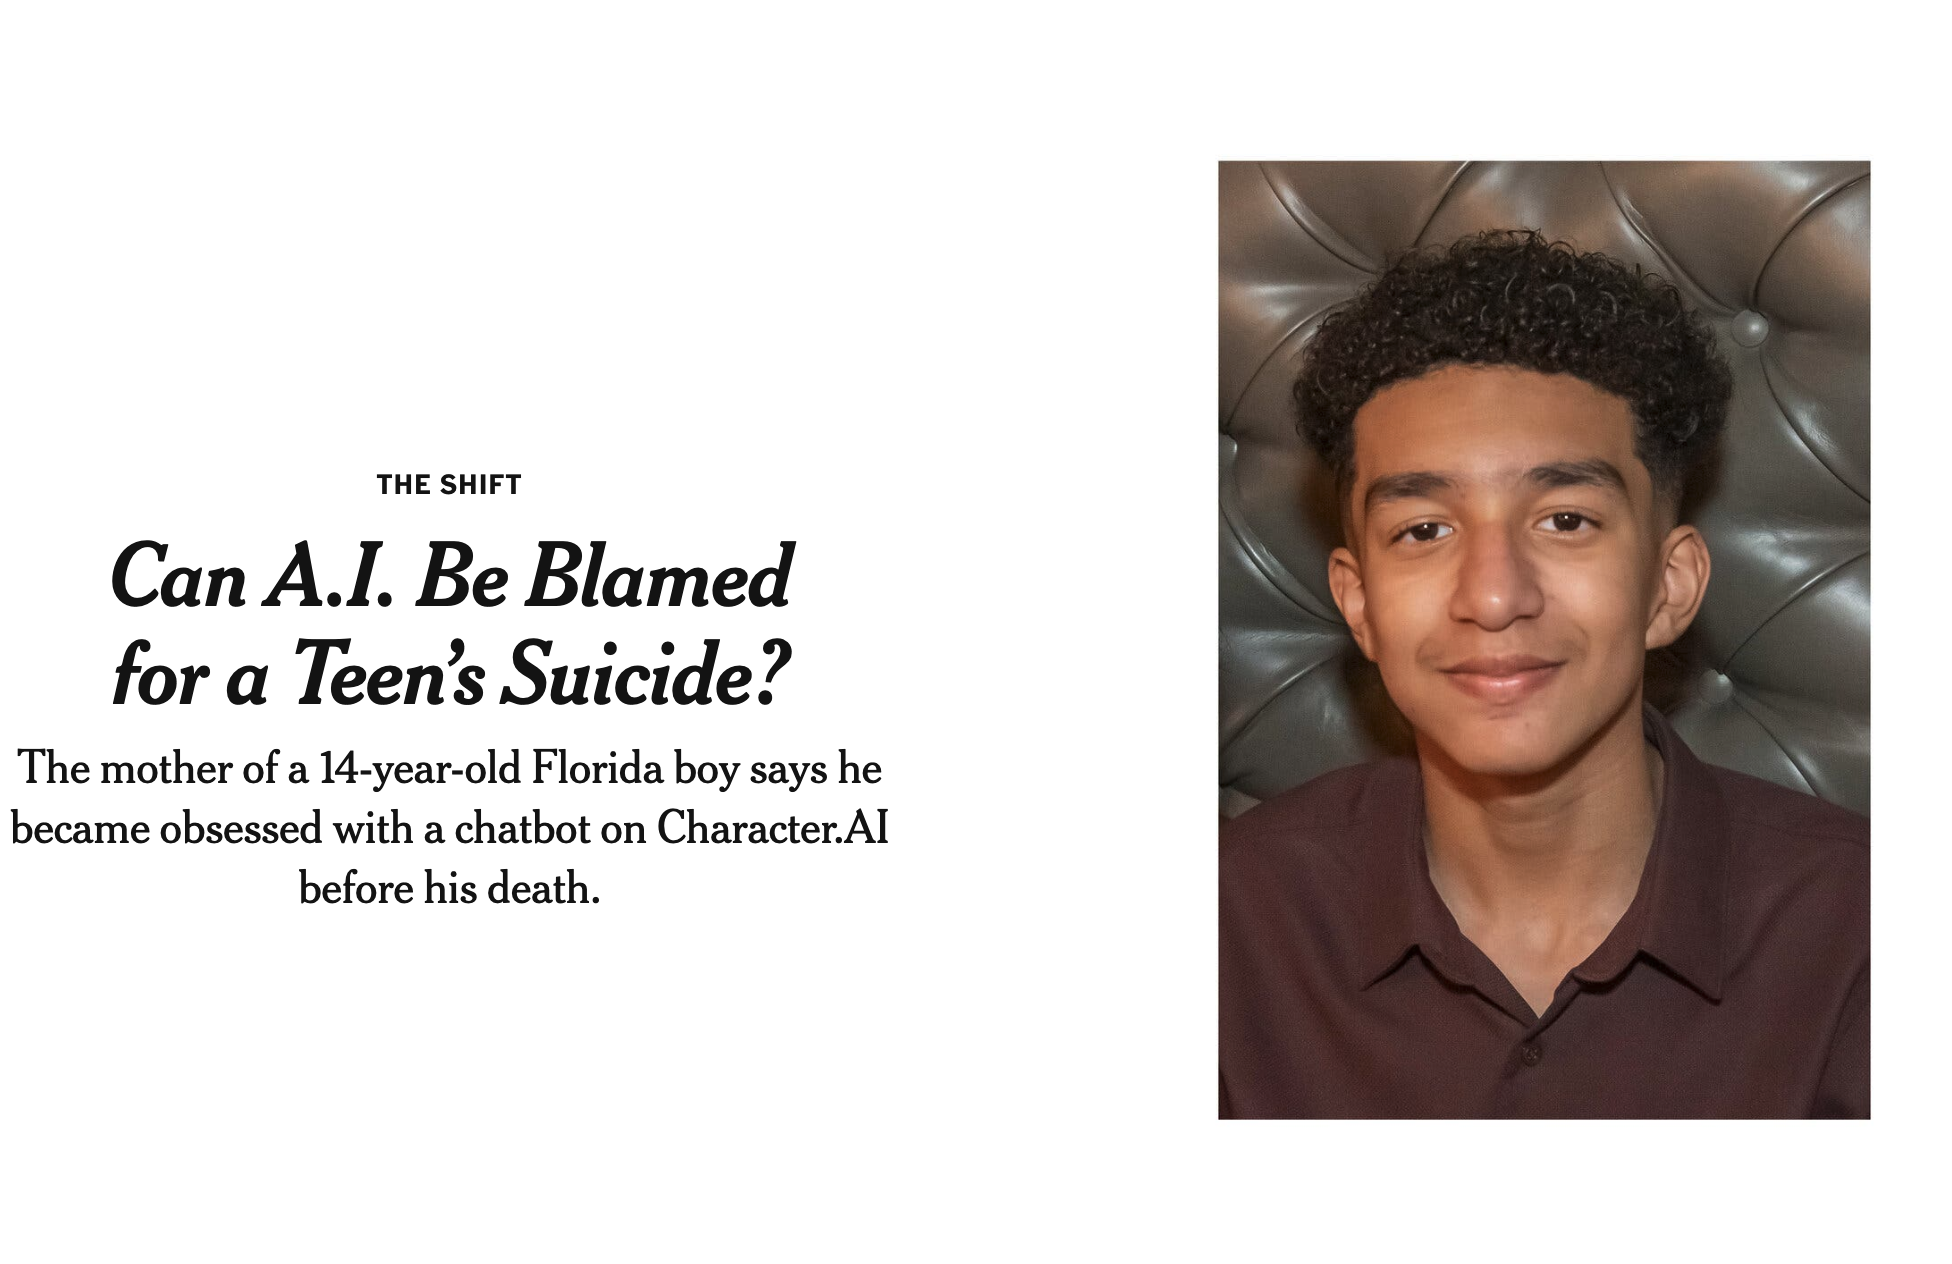 THE SHIFT
Can A.I. Be Blamed
for a Teen’s Suicide?
The mother of a 14-year-old Florida boy says he
became obsessed with a chatbot on Character.AI
before his death.